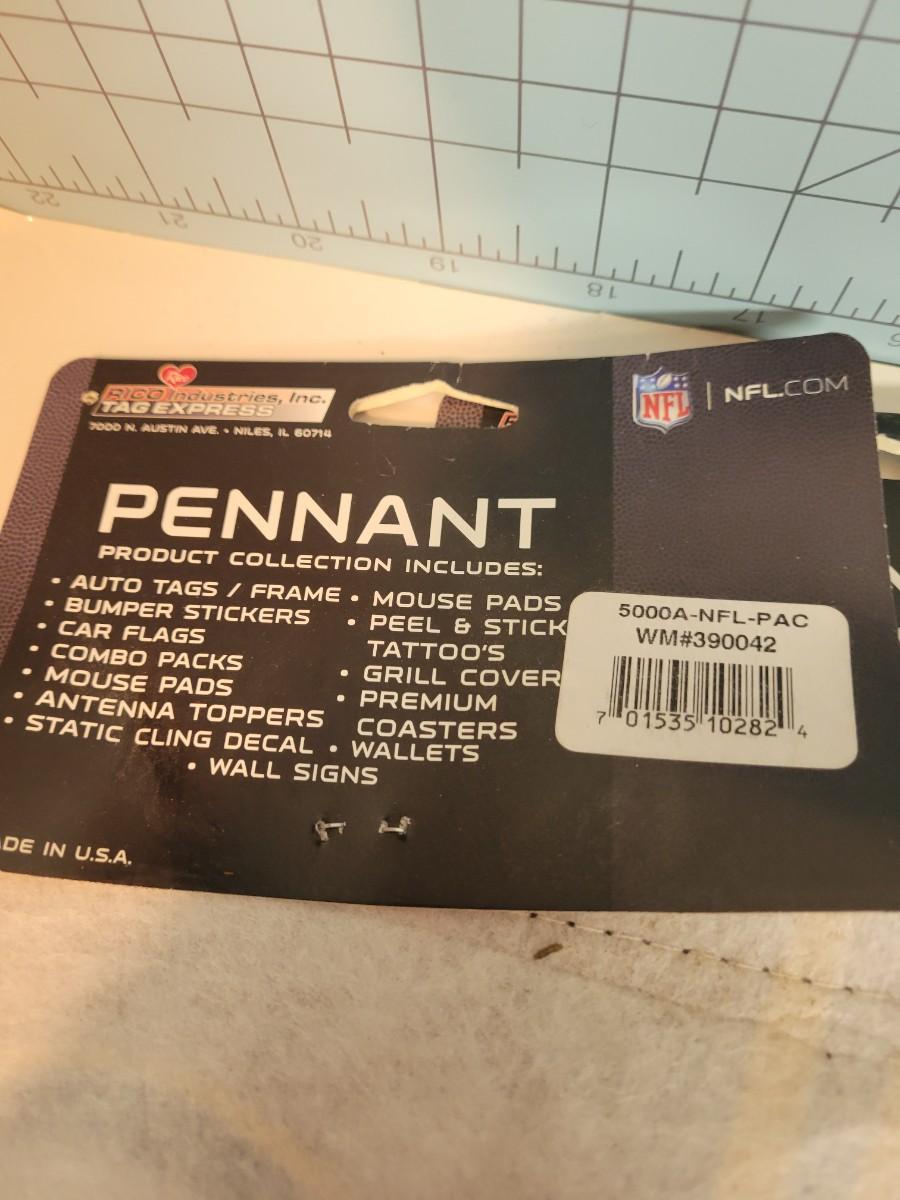 22
21
20
19
18
17
Rico
RICO Industries, Inc.
TAG EXPRESS
7000 N. AUSTIN AVE. • NILES, IL 60714
NFL
NFL.COM
PENNANT
PRODUCT COLLECTION INCLUDES:
• AUTO TAGS / FRAME
• BUMPER STICKERS
• CAR FLAGS
• COMBO PACKS
• MOUSE PADS
• ANTENNA TOPPERS
• STATIC CLING DECAL
• MOUSE PADS
• PEEL & STICK
TATTOO'S
• GRILL COVER
• PREMIUM
COASTERS
• WALLETS
• WALL SIGNS
5000A-NFL-PAC
WM#390042
7 01535 10282 4
ADE IN U.S.A.